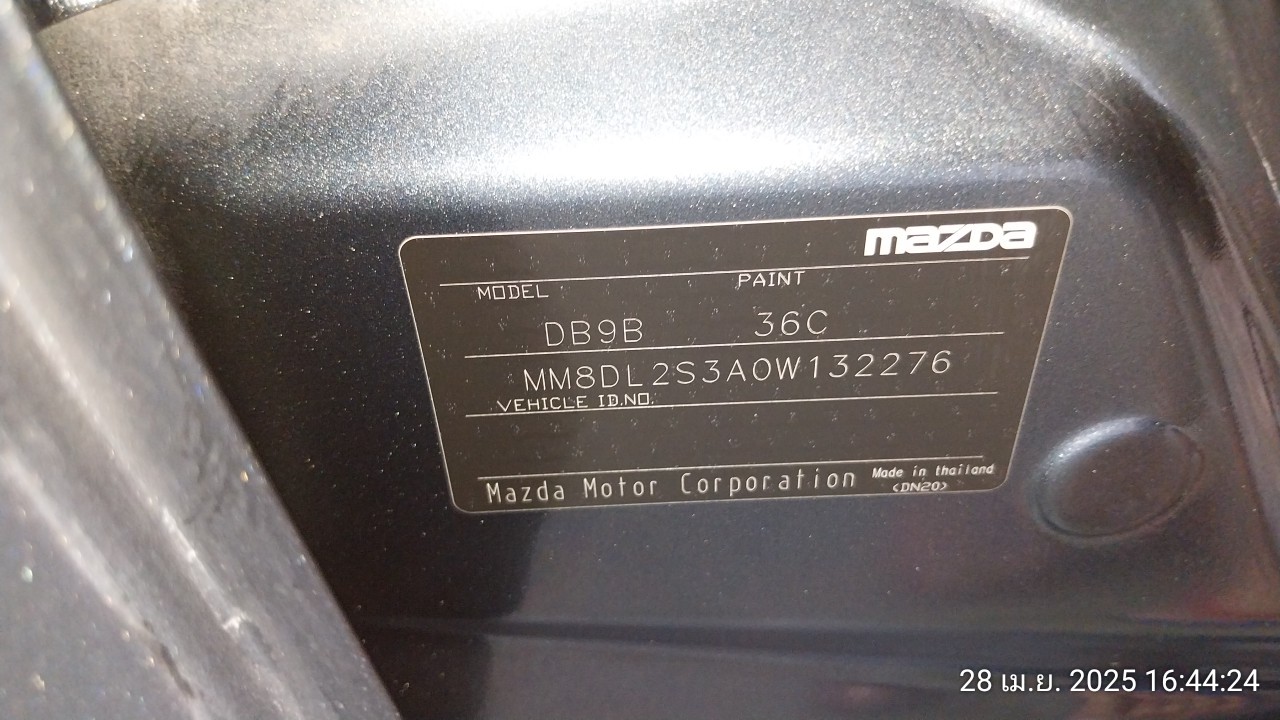 mazda
MODEL PAINT
DB9B 36C
MM8DL2S3A0W132276
VEHICLE ID.NO.
Mazda Motor Corporation Made in thailand
<DN20>
28 เม.ย. 2025 16:44:24